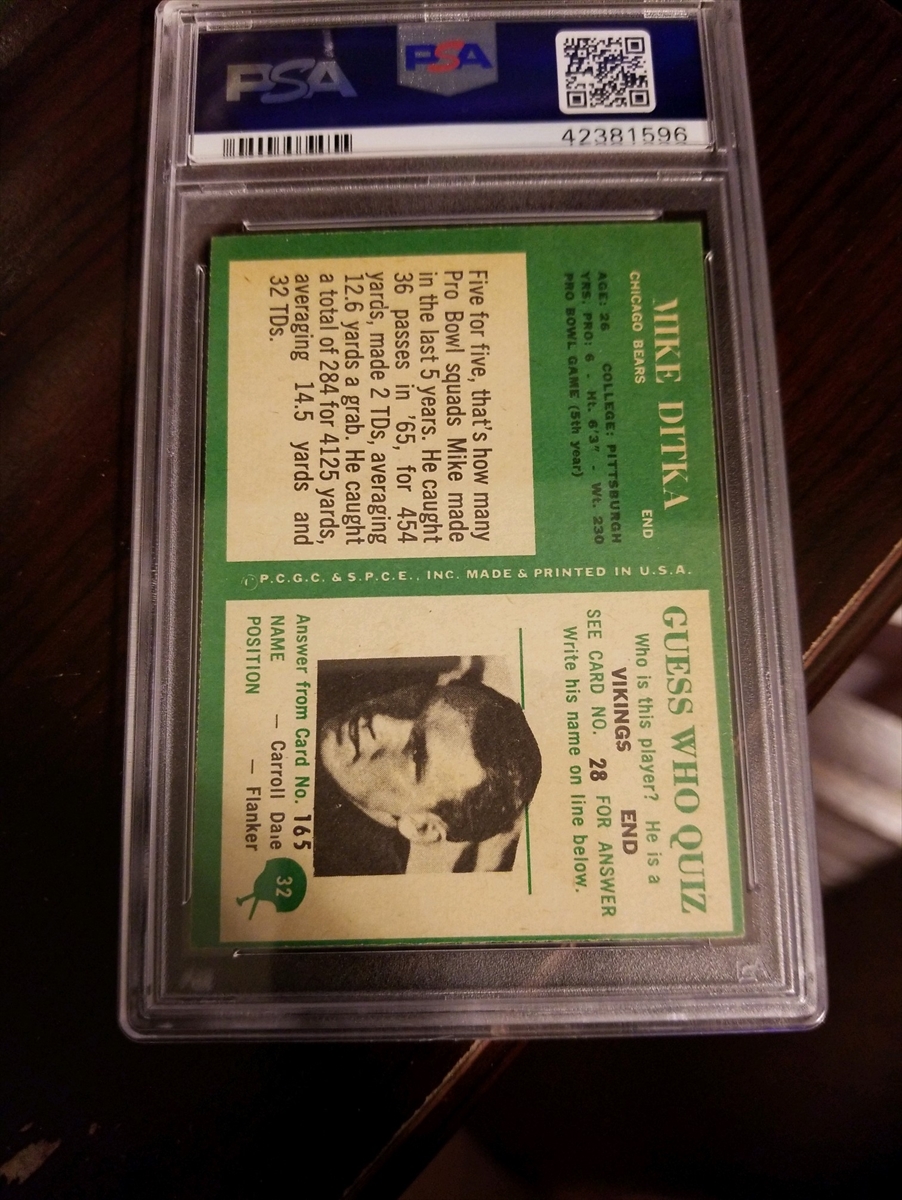 PSA
PSA
42381596
MIKE DITKA
END
CHICAGO BEARS
AGE: 26 COLLEGE: PITTSBURGH
YRS. PRO: 6 - Ht. 6'3" - Wt. 230
PRO BOWL GAME (5th year)
Five for five, that's how many
Pro Bowl squads Mike made
in the last 5 years. He caught
36 passes in '65, for 454
yards, made 2 TDs, averaging
12.6 yards a grab. He caught
a total of 284 for 4125 yards,
averaging 14.5 yards and
32 TDs.
©P.C.G.C. & S.P.C.E., INC. MADE & PRINTED IN U.S.A.
GUESS WHO QUIZ
Who is this player? He is a
VIKINGS END
SEE CARD NO. 28 FOR ANSWER
Write his name on line below.
Answer from Card No. 165
NAME — Carroll Dale
POSITION — Flanker
32